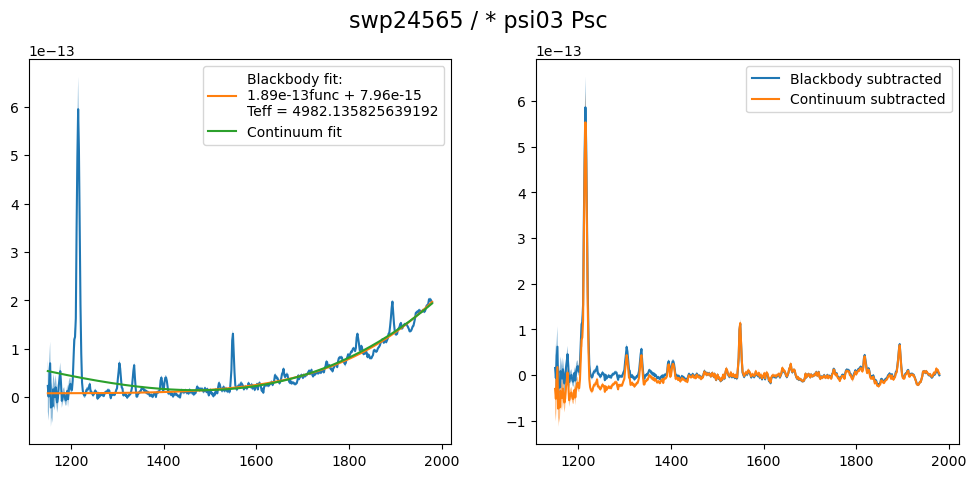 swp24565 / * psi03 Psc
1e−13
Blackbody fit:
1.89e-13func + 7.96e-15
Teff = 4982.135825639192
Continuum fit
6
5
4
3
2
1
0
1200
1400
1600
1800
2000
1e−13
Blackbody subtracted
Continuum subtracted
6
5
4
3
2
1
0
−1
1200
1400
1600
1800
2000